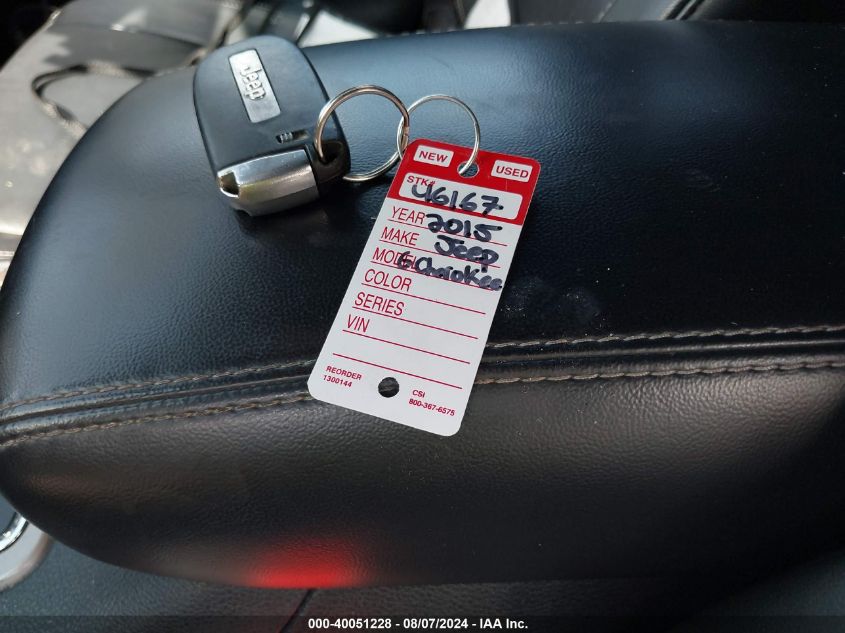 Jeep
NEW USED
STK# 46167
YEAR 2015
MAKE Jeep
MODEL G Cherokee
COLOR
SERIES
VIN
REORDER
1300144
CSI
800-367-6575
000-40051228 - 08/07/2024 - IAA Inc.